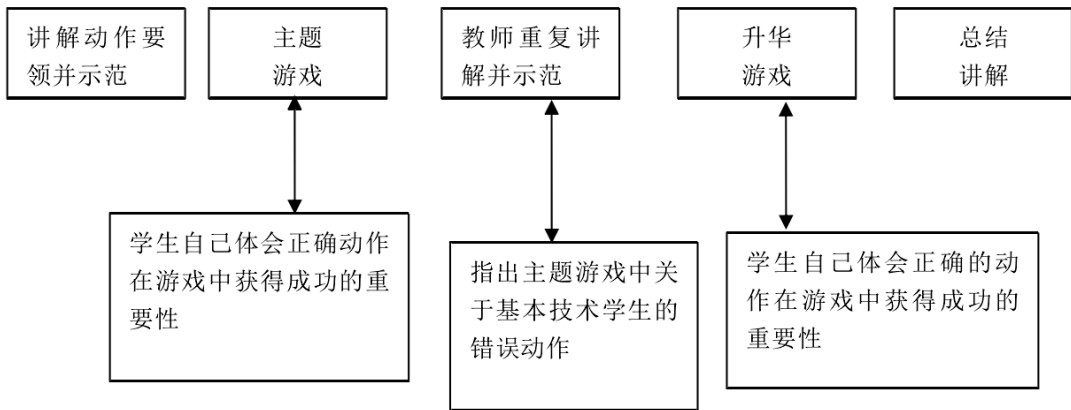 讲解动作要
领并示范
主题
游戏
教师重复讲
解并示范
升华
游戏
总结
讲解
学生自己体会正确动作
在游戏中获得成功的重
要性
指出主题游戏中关
于基本技术学生的
错误动作
学生自己体会正确的动
作在游戏中获得成功的
重要性